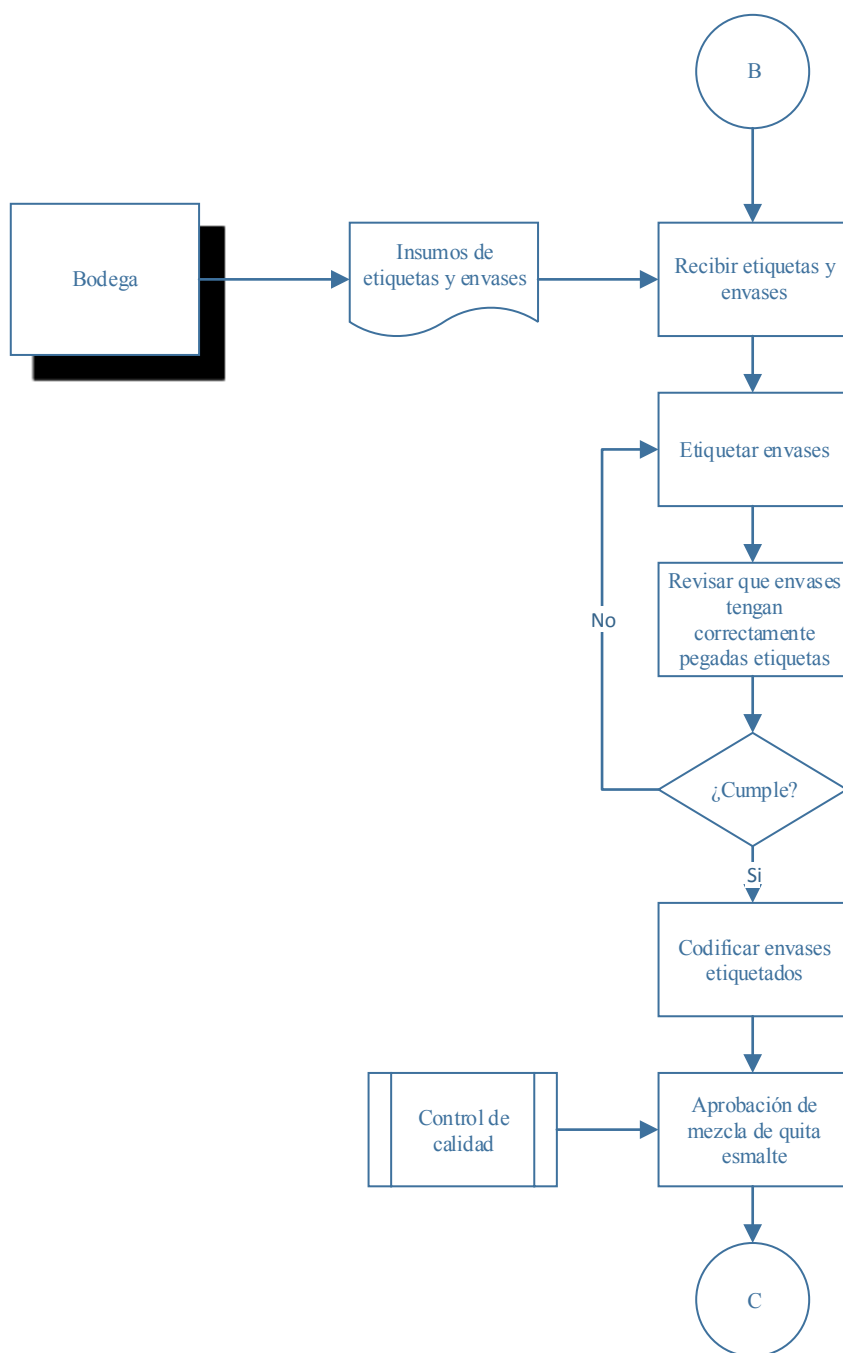 B
Bodega
Insumos de
etiquetas y envases
Recibir etiquetas y
envases
Etiquetar envases
Revisar que envases
tengan
correctamente
pegadas etiquetas
No
¿Cumple?
Si
Codificar envases
etiquetados
Control de
calidad
Aprobación de
mezcla de quita
esmalte
C